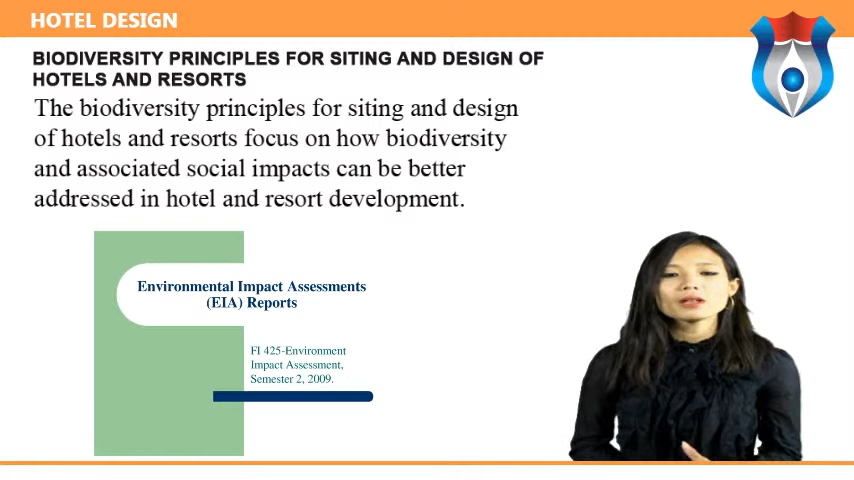 HOTEL DESIGN
BIODIVERSITY PRINCIPLES FOR SITING AND DESIGN OF
HOTELS AND RESORTS
The biodiversity principles for siting and design
of hotels and resorts focus on how biodiversity
and associated social impacts can be better
addressed in hotel and resort development.
Environmental Impact Assessments
(EIA) Reports
FI 425-Environment
Impact Assessment,
Semester 2, 2009.